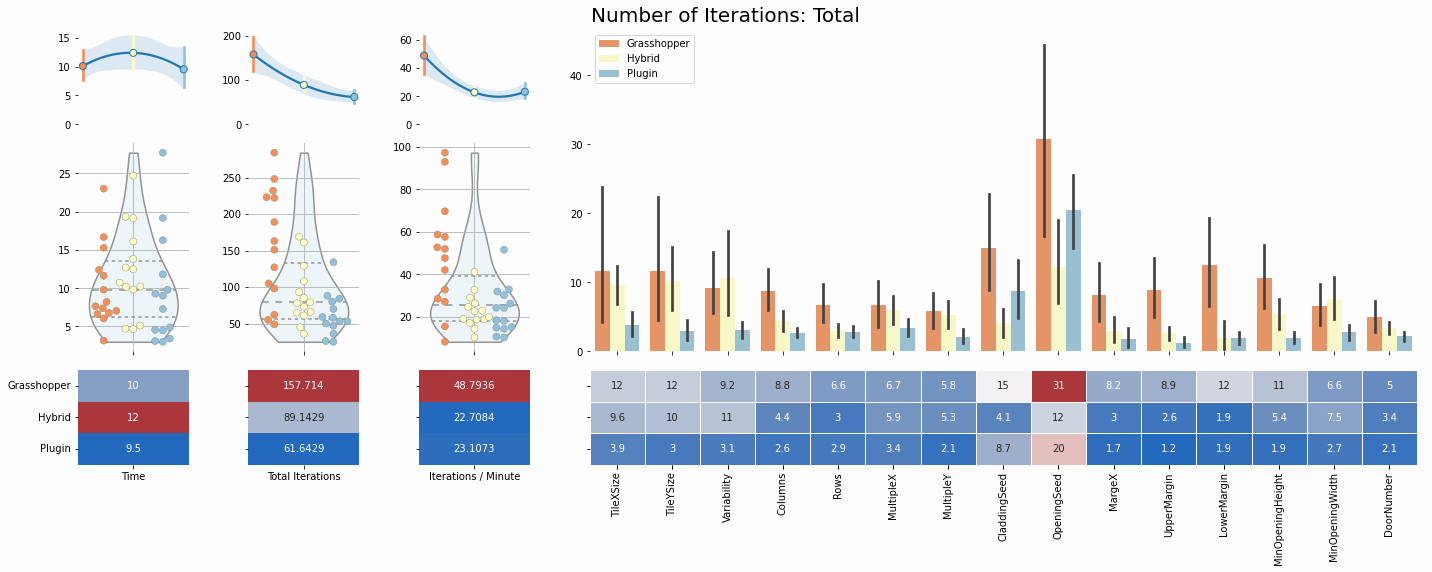 Number of Iterations: Total
Grasshopper
Hybrid
Plugin
15
10
5
0
200
100
0
60
40
20
0
40
30
20
10
0
25
20
15
10
5
250
200
150
100
50
100
80
60
40
20
Grasshopper 10 157.714 48.7936 12 12 9.2 8.8 6.6 6.7 5.8 15 31 8.2 8.9 12 11 6.6 5
Hybrid 12 89.1429 22.7084 9.6 10 11 4.4 3 5.9 5.3 4.1 12 3 2.6 1.9 5.4 7.5 3.4
Plugin 9.5 61.6429 23.1073 3.9 3 3.1 2.6 2.9 3.4 2.1 8.7 20 1.7 1.2 1.9 1.9 2.7 2.1
Time
Total Iterations
Iterations / Minute
TileXSize
TileYSize
Variability
Columns
Rows
MultipleX
MultipleY
CladdingSeed
OpeningSeed
MargeX
UpperMargin
LowerMargin
MinOpeningHeight
MinOpeningWidth
DoorNumber